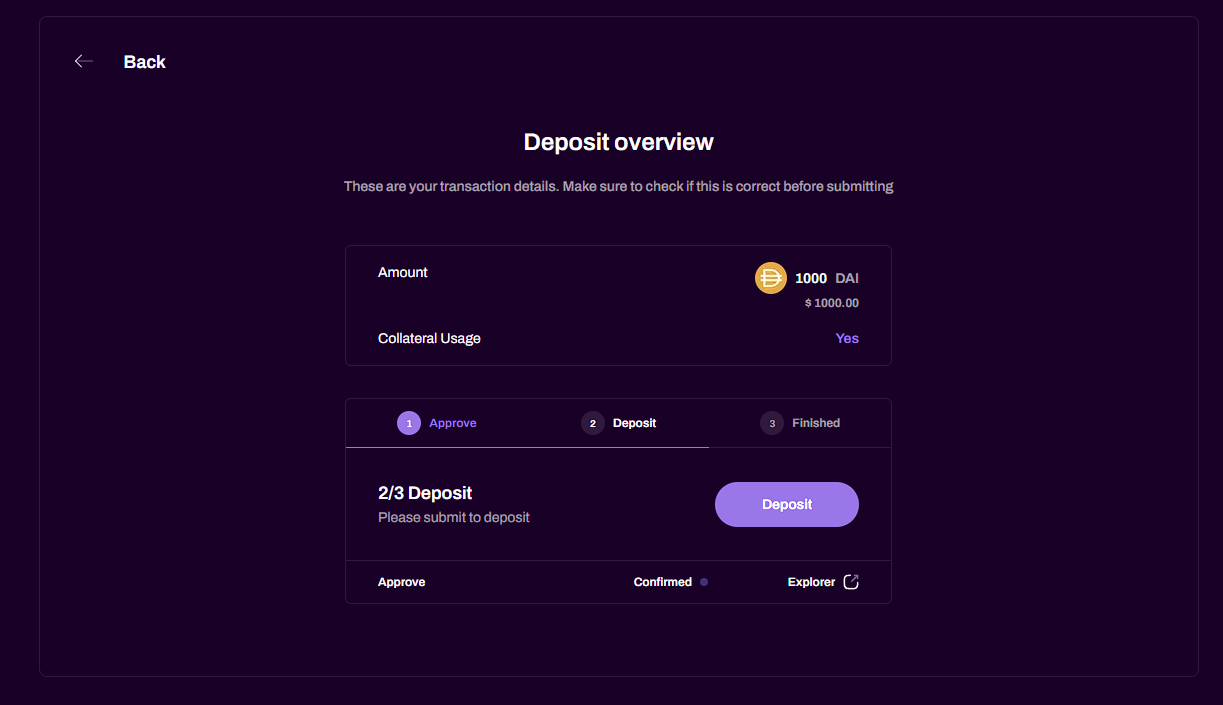 Back
Deposit overview
These are your transaction details. Make sure to check if this is correct before submitting
Amount
1000 DAI
$ 1000.00
Collateral Usage
Yes
1 Approve
2 Deposit
3 Finished
2/3 Deposit
Please submit to deposit
Deposit
Approve
Confirmed
Explorer